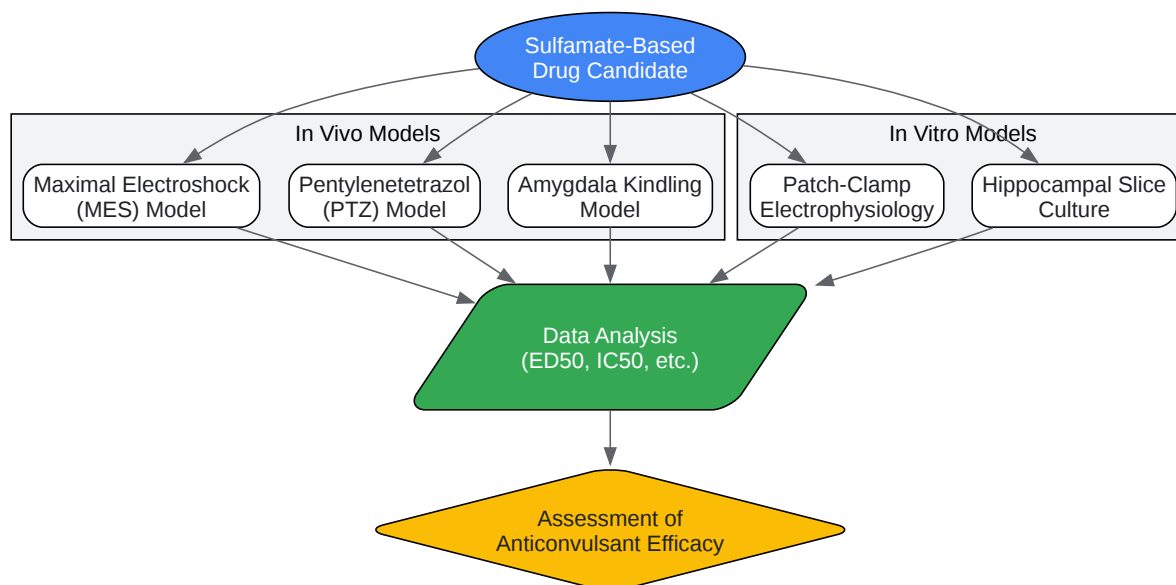 Sulfamate-Based
Drug Candidate
In Vivo Models
In Vitro Models
Maximal Electroshock
(MES) Model
Pentylenetetrazol
(PTZ) Model
Amygdala Kindling
Model
Patch-Clamp
Electrophysiology
Hippocampal Slice
Culture
Data Analysis
(ED50, IC50, etc.)
Assessment of
Anticonvulsant Efficacy